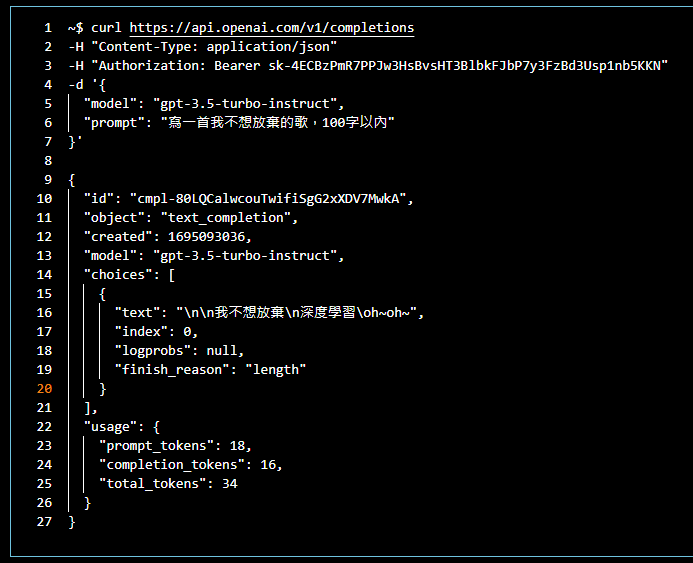 1 ~$ curl https://api.openai.com/v1/completions
2 -H "Content-Type: application/json"
3 -H "Authorization: Bearer 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"
4 -d '{
5 "model": "gpt-3.5-turbo-instruct",
6 "prompt": "寫一首我不想放棄的歌，100字以內"
7 }'
8
9 {
10 "id": "cmpl-80LQCalwcouTwifiSgG2xXDV7MwkA",
11 "object": "text_completion",
12 "created": 1695093036,
13 "model": "gpt-3.5-turbo-instruct",
14 "choices": [
15 {
16 "text": "\n\n我不想放棄\n深度學習\oh~oh~",
17 "index": 0,
18 "logprobs": null,
19 "finish_reason": "length"
20 }
21 ],
22 "usage": {
23 "prompt_tokens": 18,
24 "completion_tokens": 16,
25 "total_tokens": 34
26 }
27 }